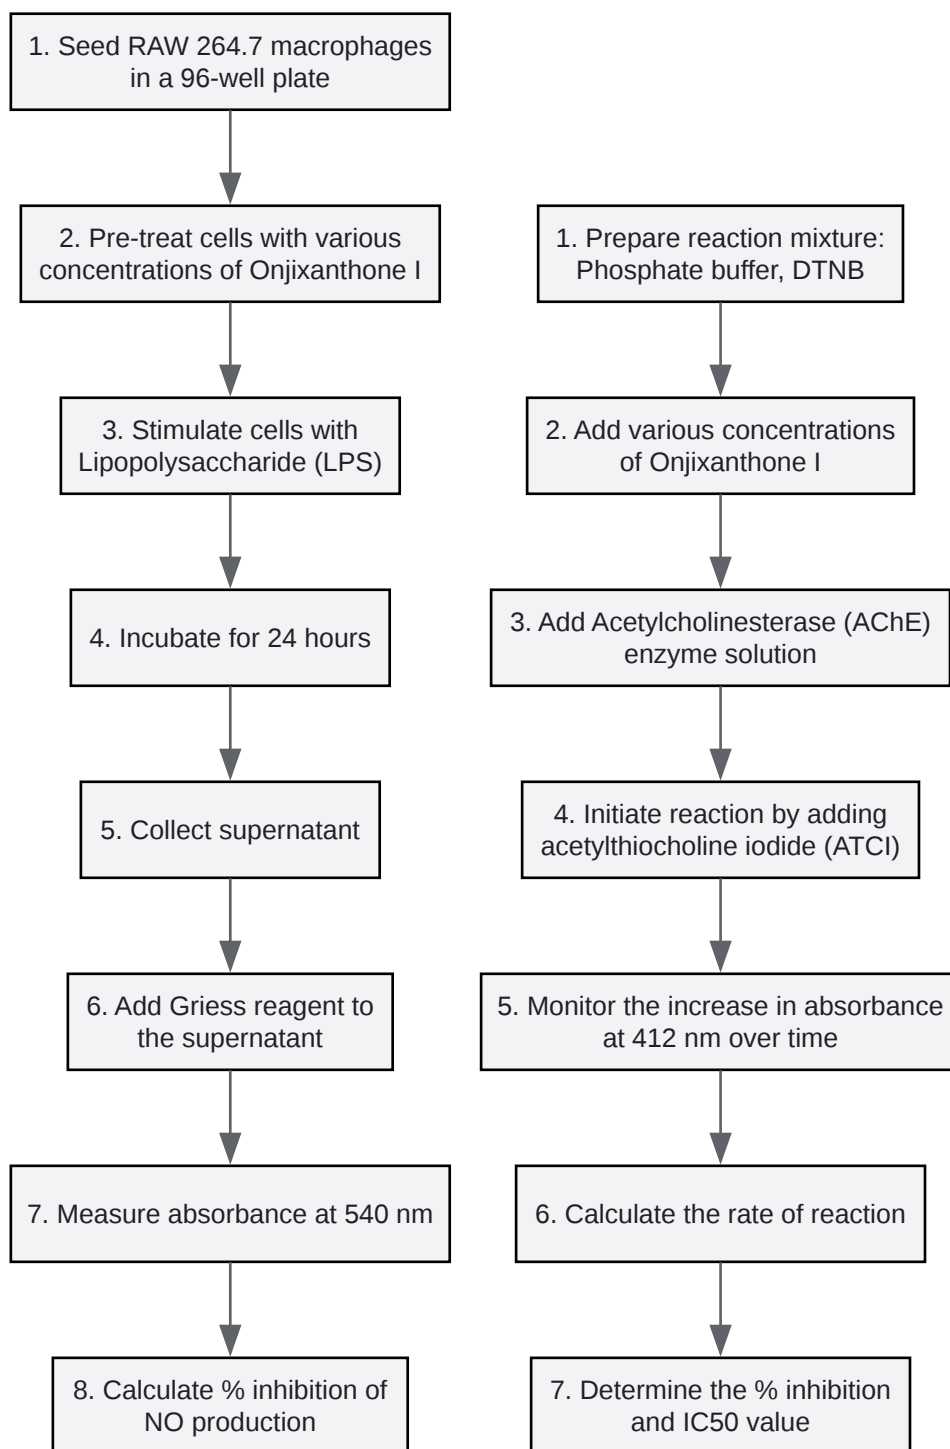 1. Seed RAW 264.7 macrophages
in a 96-well plate
2. Pre-treat cells with various
concentrations of Onjixanthone I
3. Stimulate cells with
Lipopolysaccharide (LPS)
4. Incubate for 24 hours
5. Collect supernatant
6. Add Griess reagent to
the supernatant
7. Measure absorbance at 540 nm
8. Calculate % inhibition of
NO production
1. Prepare reaction mixture:
Phosphate buffer, DTNB
2. Add various concentrations
of Onjixanthone I
3. Add Acetylcholinesterase (AChE)
enzyme solution
4. Initiate reaction by adding
acetylthiocholine iodide (ATCI)
5. Monitor the increase in absorbance
at 412 nm over time
6. Calculate the rate of reaction
7. Determine the % inhibition
and IC50 value